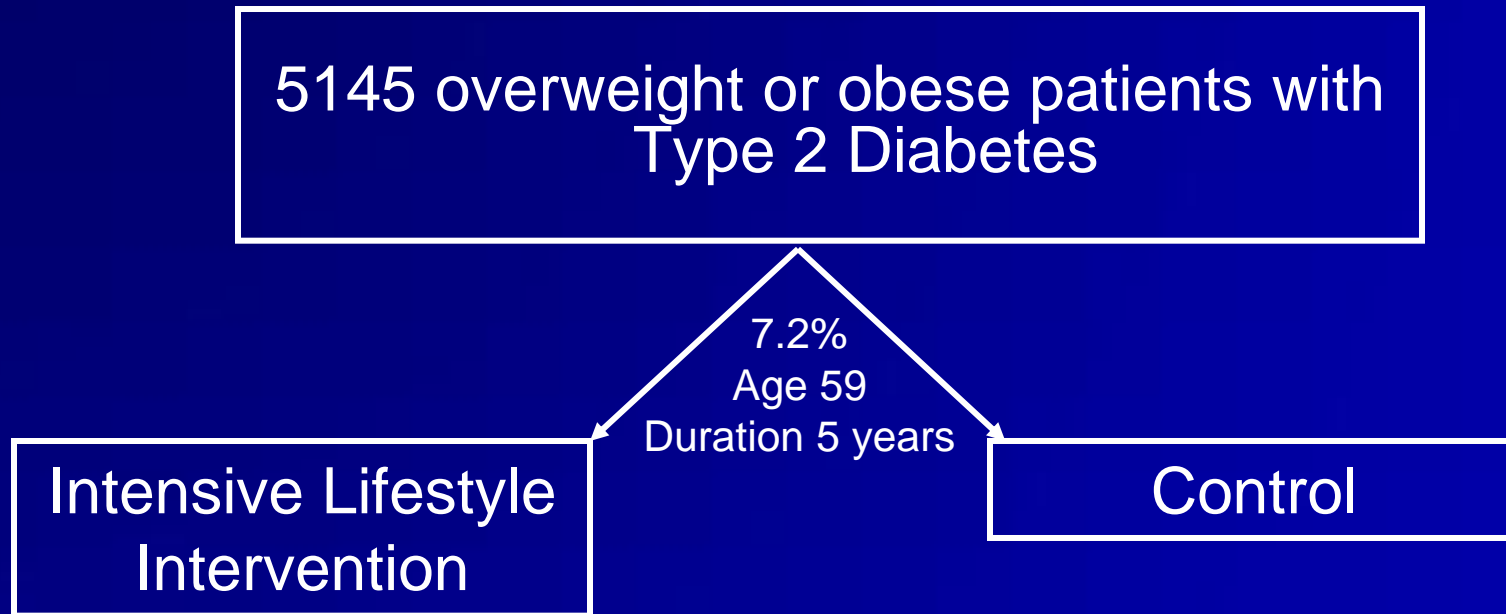 5145 overweight or obese patients with
Type 2 Diabetes
7.2%
Age 59
Duration 5 years
Intensive Lifestyle
Intervention
Control